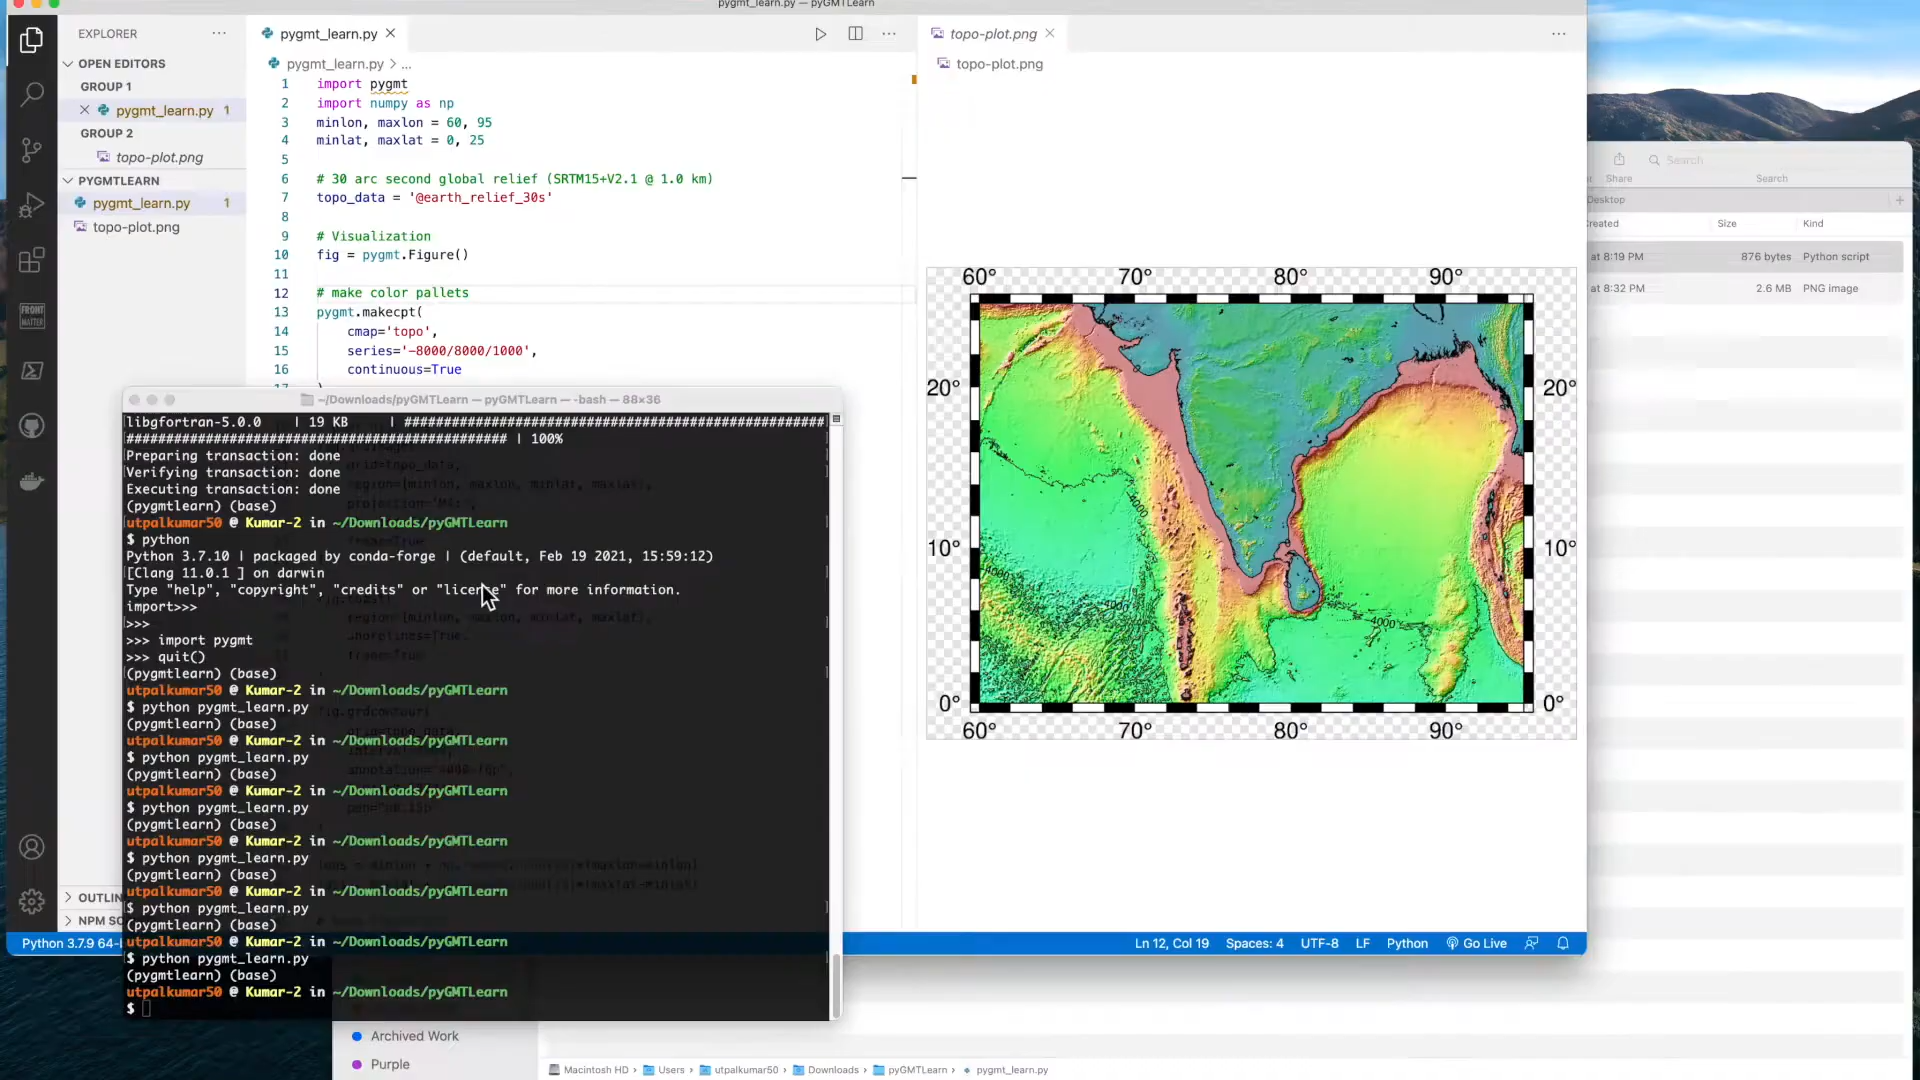 pygmt_learn.py — pyGMTLearn
EXPLORER
OPEN EDITORS
GROUP 1
pygmt_learn.py 1
GROUP 2
topo-plot.png
PYGMTLEARN
pygmt_learn.py 1
topo-plot.png
FRONT
MATTER
OUTLIN
NPM SC
pygmt_learn.py
pygmt_learn.py > ...
1 import pygmt
2 import numpy as np
3 minlon, maxlon = 60, 95
4 minlat, maxlat = 0, 25
5
6 # 30 arc second global relief (SRTM15+V2.1 @ 1.0 km)
7 topo_data = '@earth_relief_30s'
8
9 # Visualization
10 fig = pygmt.Figure()
11
12 # make color pallets
13 pygmt.makecpt(
14 cmap='topo',
15 series='-8000/8000/1000',
16 continuous=True
17 )
~/Downloads/pyGMTLearn — pyGMTLearn — -bash — 88×36
libgfortran-5.0.0 | 19 KB | #####################################################
################################################ | 100%
Preparing transaction: done
Verifying transaction: done
Executing transaction: done
(pygmtlearn) (base)
utpalkumar50 @ Kumar-2 in ~/Downloads/pyGMTLearn
$ python
Python 3.7.10 | packaged by conda-forge | (default, Feb 19 2021, 15:59:12)
[Clang 11.0.1 ] on darwin
Type "help", "copyright", "credits" or "license" for more information.
import>>>
>>>
>>> import pygmt
>>> quit()
(pygmtlearn) (base)
utpalkumar50 @ Kumar-2 in ~/Downloads/pyGMTLearn
$ python pygmt_learn.py
(pygmtlearn) (base)
utpalkumar50 @ Kumar-2 in ~/Downloads/pyGMTLearn
$ python pygmt_learn.py
(pygmtlearn) (base)
utpalkumar50 @ Kumar-2 in ~/Downloads/pyGMTLearn
$ python pygmt_learn.py
(pygmtlearn) (base)
utpalkumar50 @ Kumar-2 in ~/Downloads/pyGMTLearn
$ python pygmt_learn.py
(pygmtlearn) (base)
utpalkumar50 @ Kumar-2 in ~/Downloads/pyGMTLearn
$ python pygmt_learn.py
(pygmtlearn) (base)
utpalkumar50 @ Kumar-2 in ~/Downloads/pyGMTLearn
$ python pygmt_learn.py
(pygmtlearn) (base)
utpalkumar50 @ Kumar-2 in ~/Downloads/pyGMTLearn
$
topo-plot.png
topo-plot.png
60° 70° 80° 90°
20° 20°
10° 10°
0° 0°
60° 70° 80° 90°
4000
4000
4000
4000
Python 3.7.9 64-
Ln 12, Col 19 Spaces: 4 UTF-8 LF Python Go Live
Share
Search
Search
Desktop
Size Kind
at 8:19 PM 876 bytes Python script
at 8:32 PM 2.6 MB PNG image
Archived Work
Purple
Macintosh HD › Users › utpalkumar50 › Downloads › pyGMTLearn › pygmt_learn.py